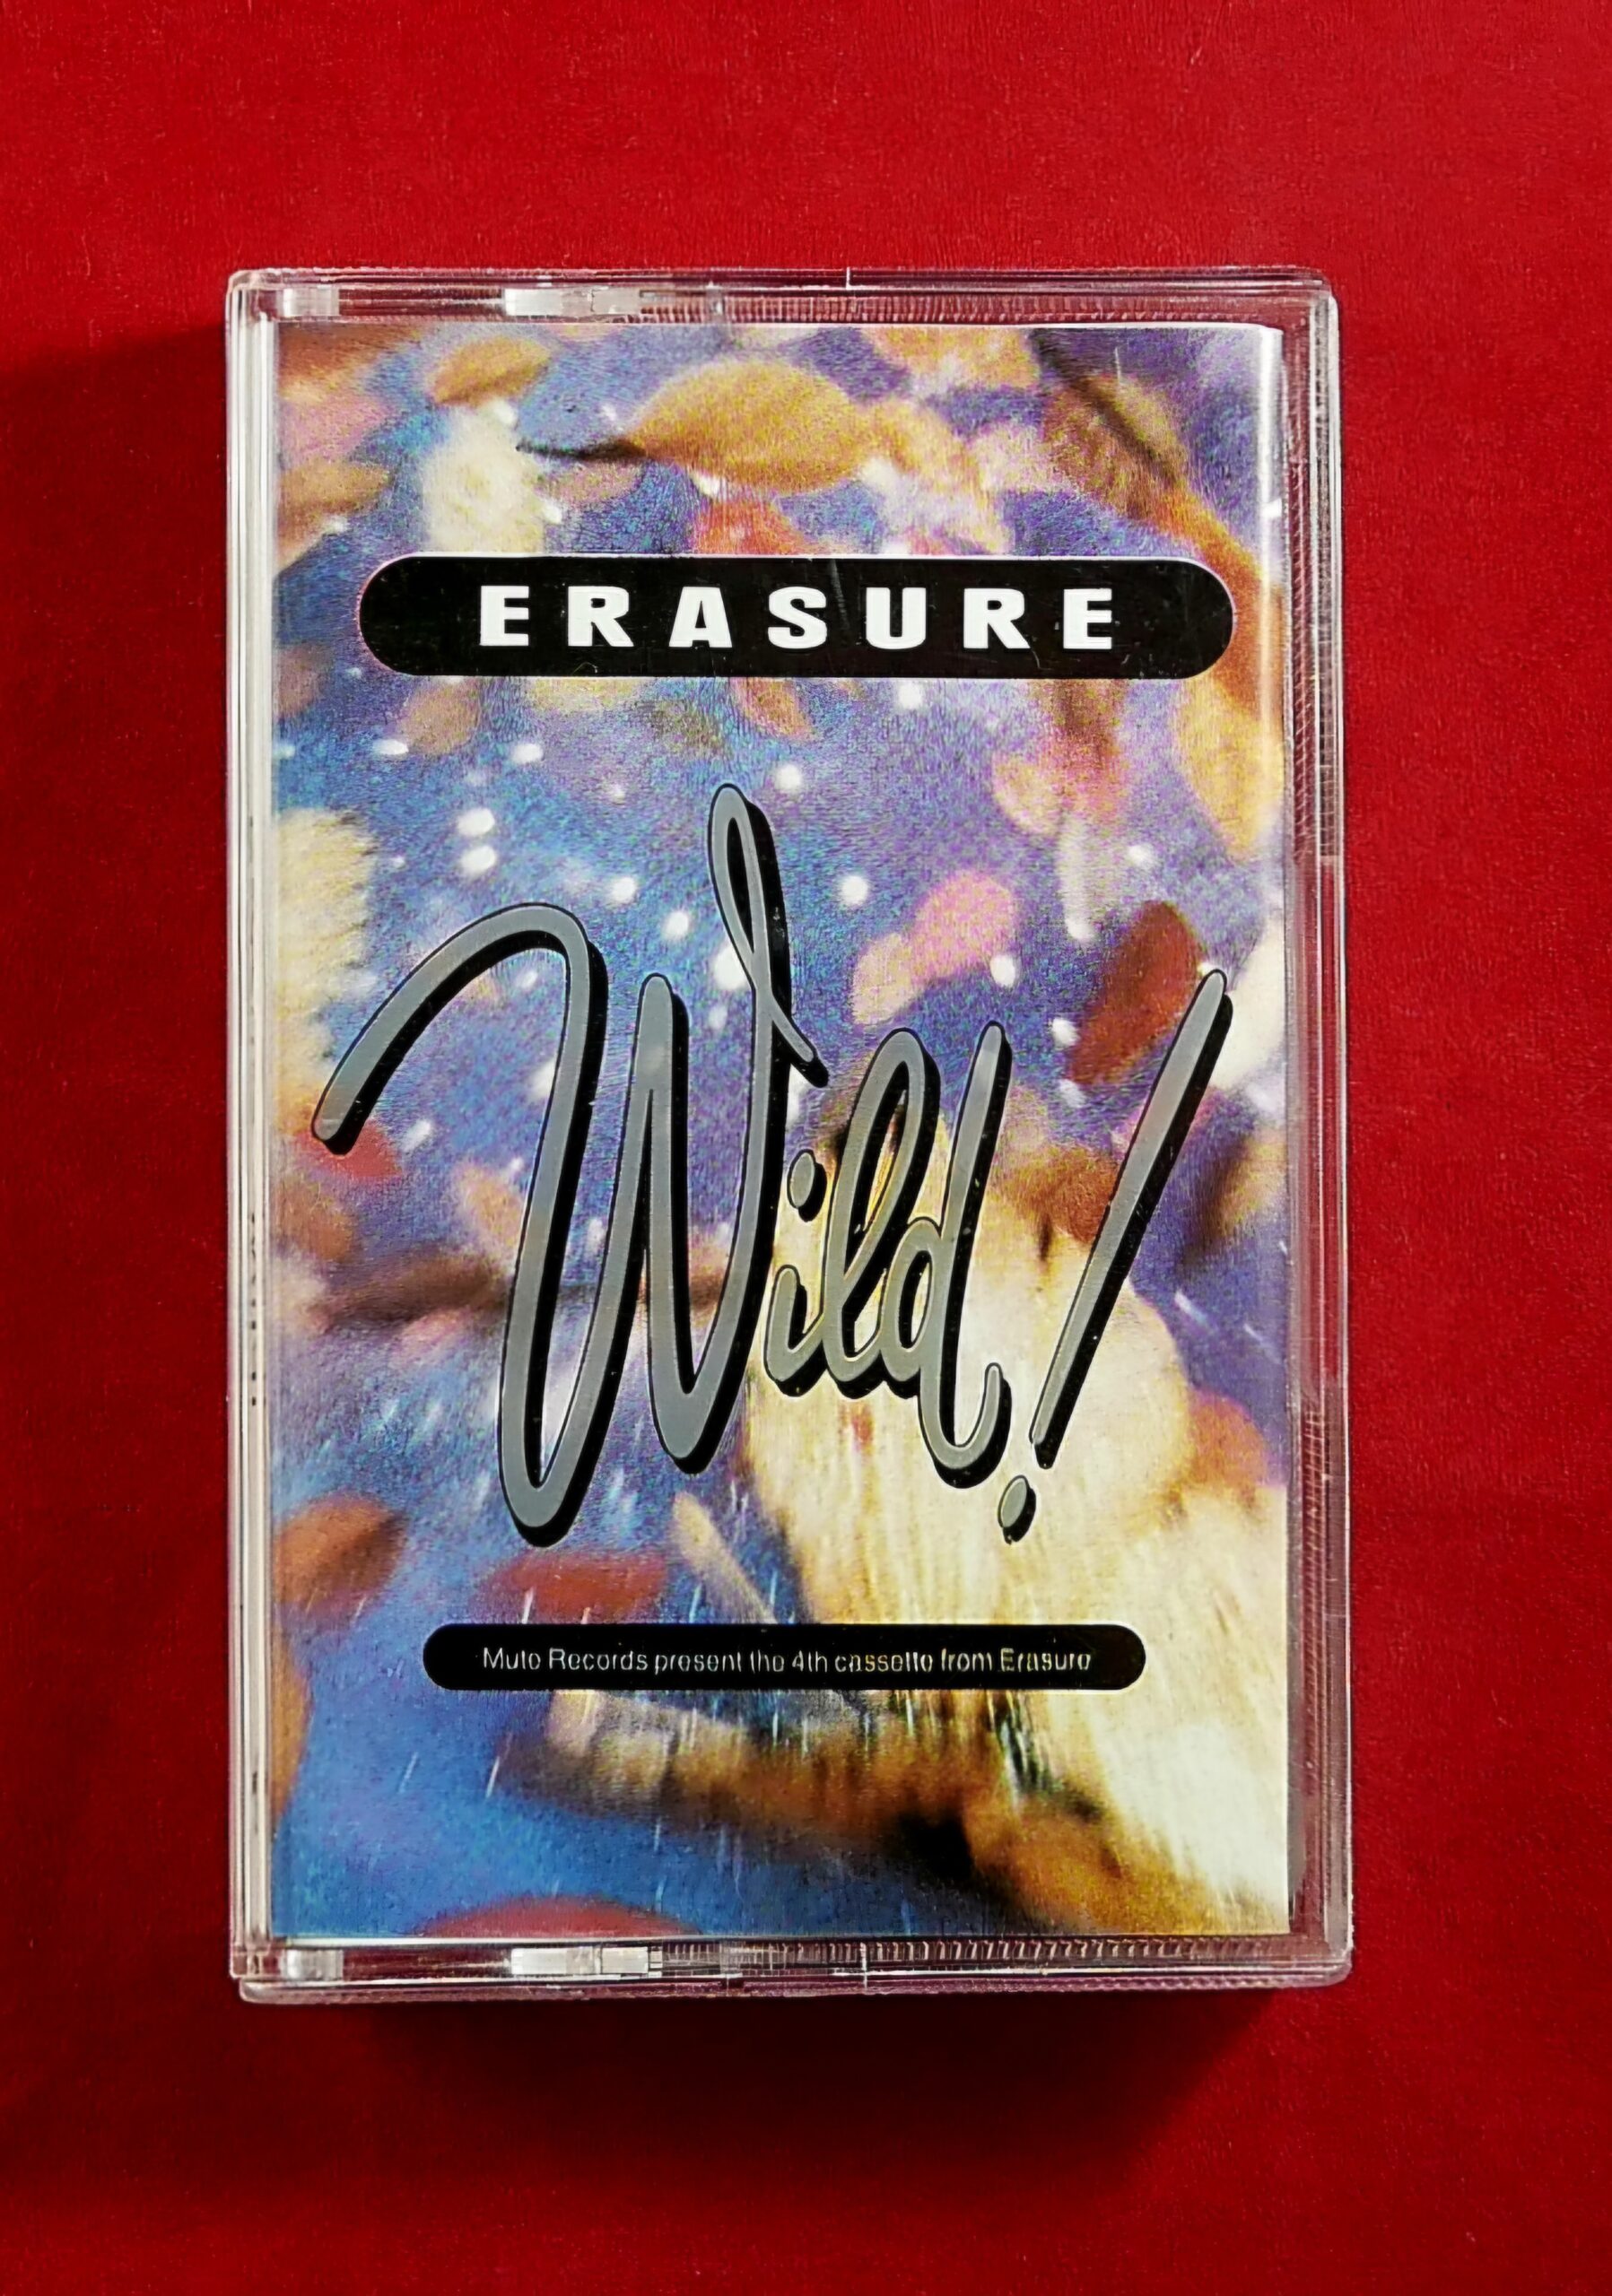 ERASURE
Wild!
Mute Records present the 4th cassette from Erasure